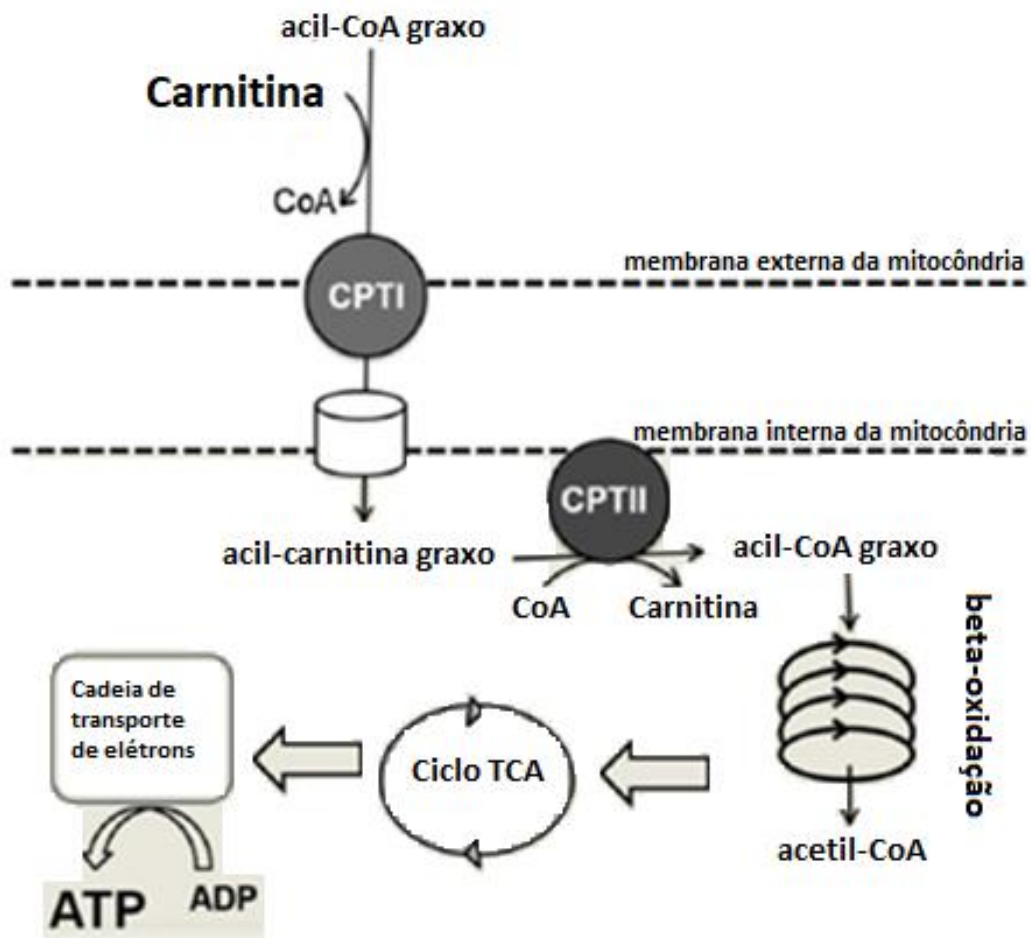 acil-CoA graxo
Carnitina
CoA
membrana externa da mitocôndria
CPTI
membrana interna da mitocôndria
CPTII
acil-carnitina graxo
acil-CoA graxo
CoA
Carnitina
beta-oxidação
Cadeia de
transporte
de elétrons
Ciclo TCA
acetil-CoA
ATP
ADP